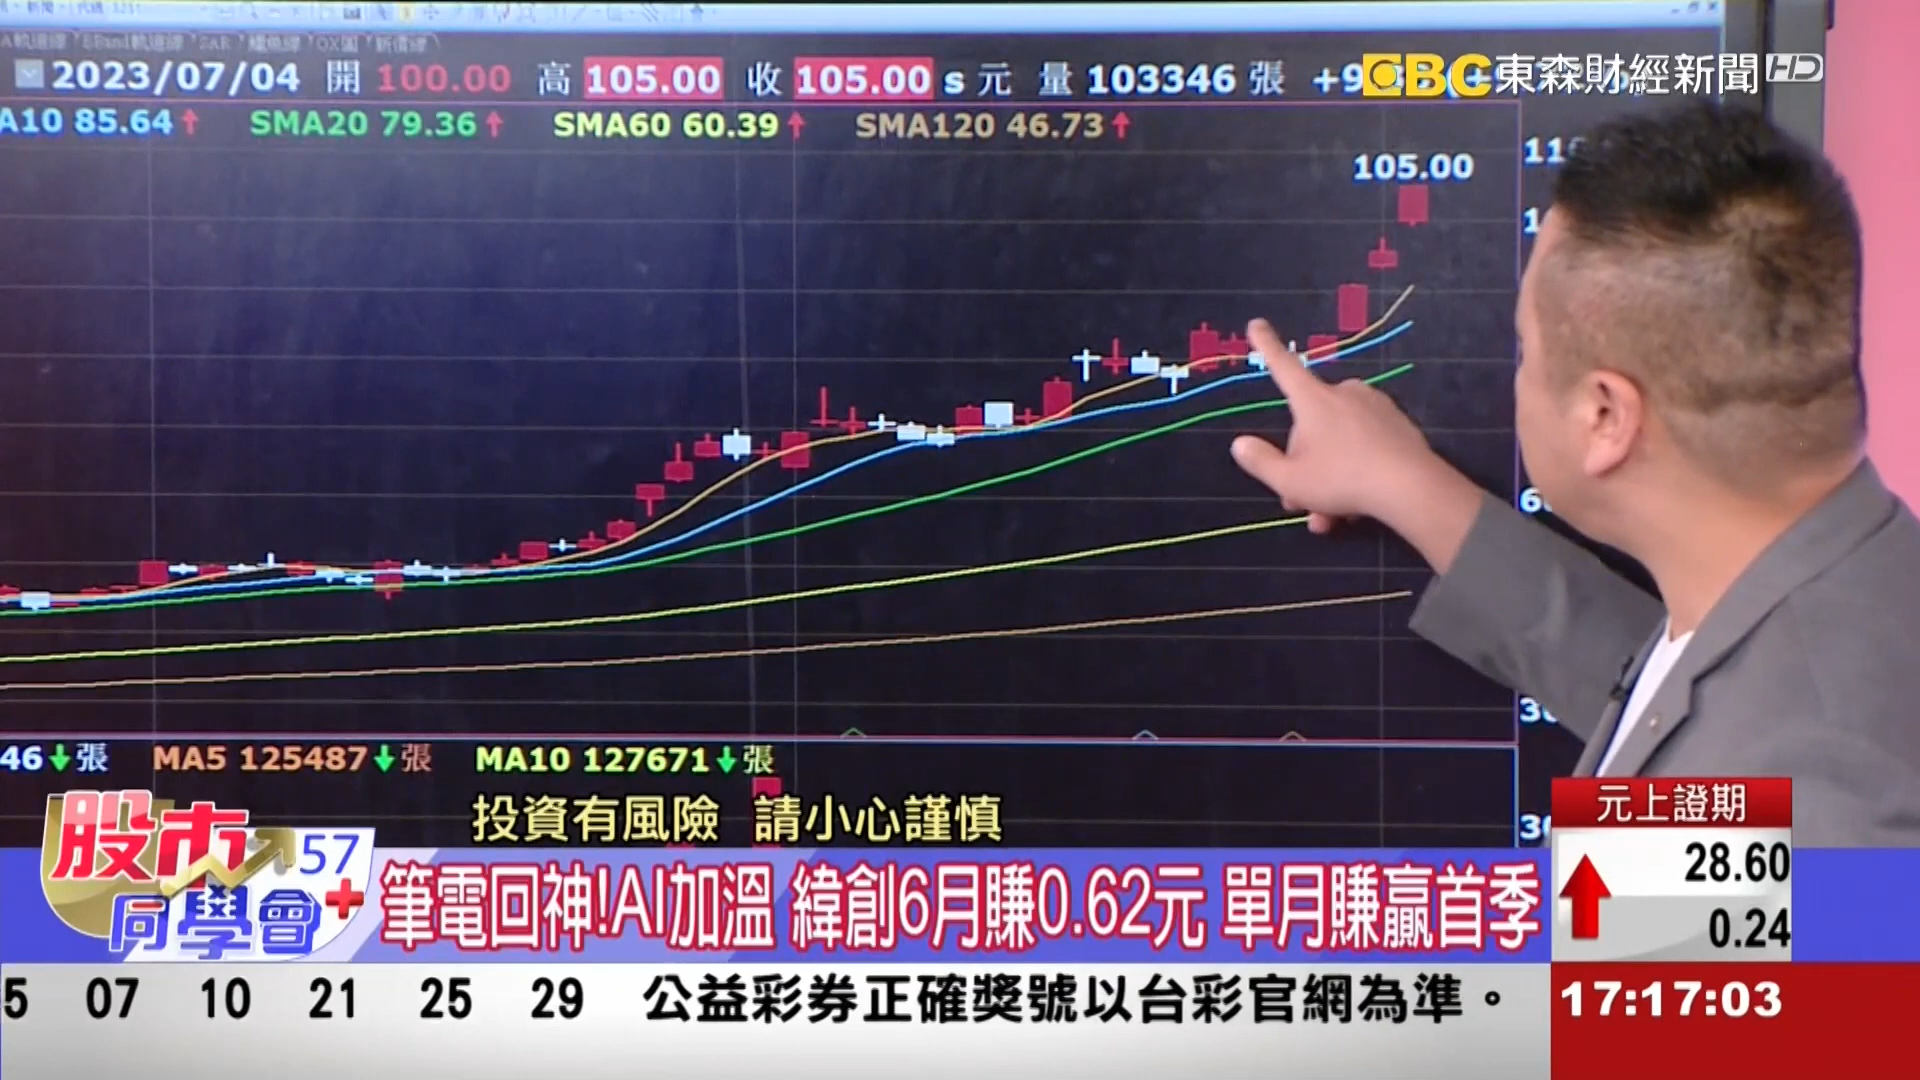 2023/07/04 開 100.00 高 105.00 收 105.00 s 元 量 103346 張
EBC東森財經新聞HD
A10 85.64↑ SMA20 79.36↑ SMA60 60.39↑ SMA120 46.73↑
105.00
46↓張 MA5 125487↓張 MA10 127671↓張
投資有風險 請小心謹慎
股市同學會+
57
筆電回神!AI加溫 緯創6月賺0.62元 單月賺贏首季
元上證期
28.60
0.24
5 07 10 21 25 29 公益彩券正確獎號以台彩官網為準。
17:17:03